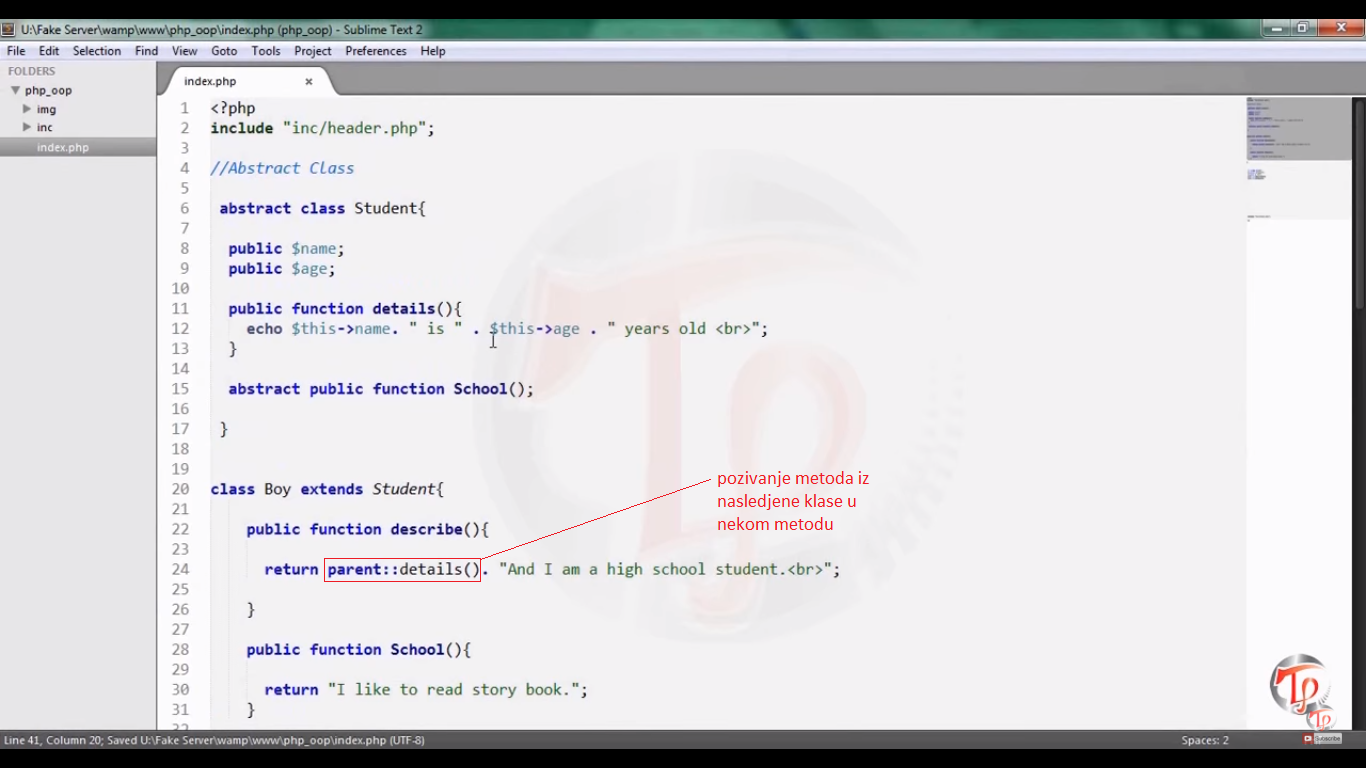 U:\Fake Server\wamp\www\php_oop\index.php (php_oop) - Sublime Text 2
File Edit Selection Find View Goto Tools Project Preferences Help
FOLDERS
php_oop
img
inc
index.php
index.php
1 <?php
2 include "inc/header.php";
3
4 //Abstract Class
5
6 abstract class Student{
7
8 public $name;
9 public $age;
10
11 public function details(){
12 echo $this->name. " is " . $this->age . " years old <br>";
13 }
14
15 abstract public function School();
16
17 }
18
19
20 class Boy extends Student{
21
22 public function describe(){
23
24 return parent::details(). "And I am a high school student.<br>";
25
26 }
27
28 public function School(){
29
30 return "I like to read story book.";
31 }
pozivanje metoda iz
nasledjene klase u
nekom metodu
Tp
Subscribe
Line 41, Column 20; Saved U:\Fake Server\wamp\www\php_oop\index.php (UTF-8)
Spaces: 2